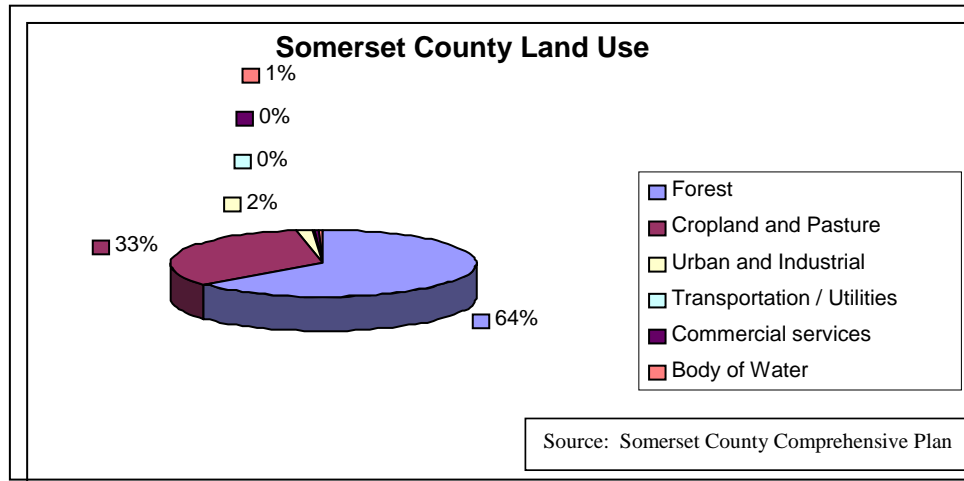 Somerset County Land Use
1%
0%
0%
2%
33%
64%
Forest
Cropland and Pasture
Urban and Industrial
Transportation / Utilities
Commercial services
Body of Water
Source: Somerset County Comprehensive Plan